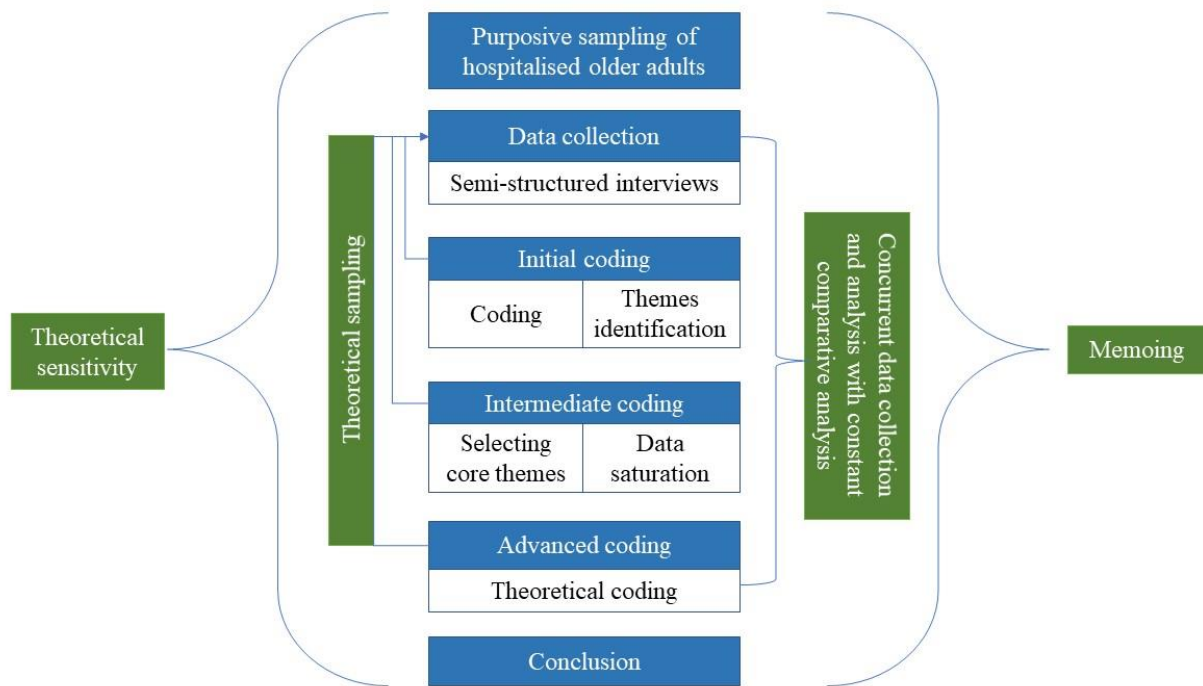 Purposive sampling of
hospitalised older adults
Data collection
Semi-structured interviews
Initial coding
Coding
Themes
identification
Intermediate coding
Selecting
core themes
Data
saturation
Advanced coding
Theoretical coding
Conclusion
Theoretical
sensitivity
Theoretical sampling
Concurrent data collection
and analysis with constant
comparative analysis
Memoing